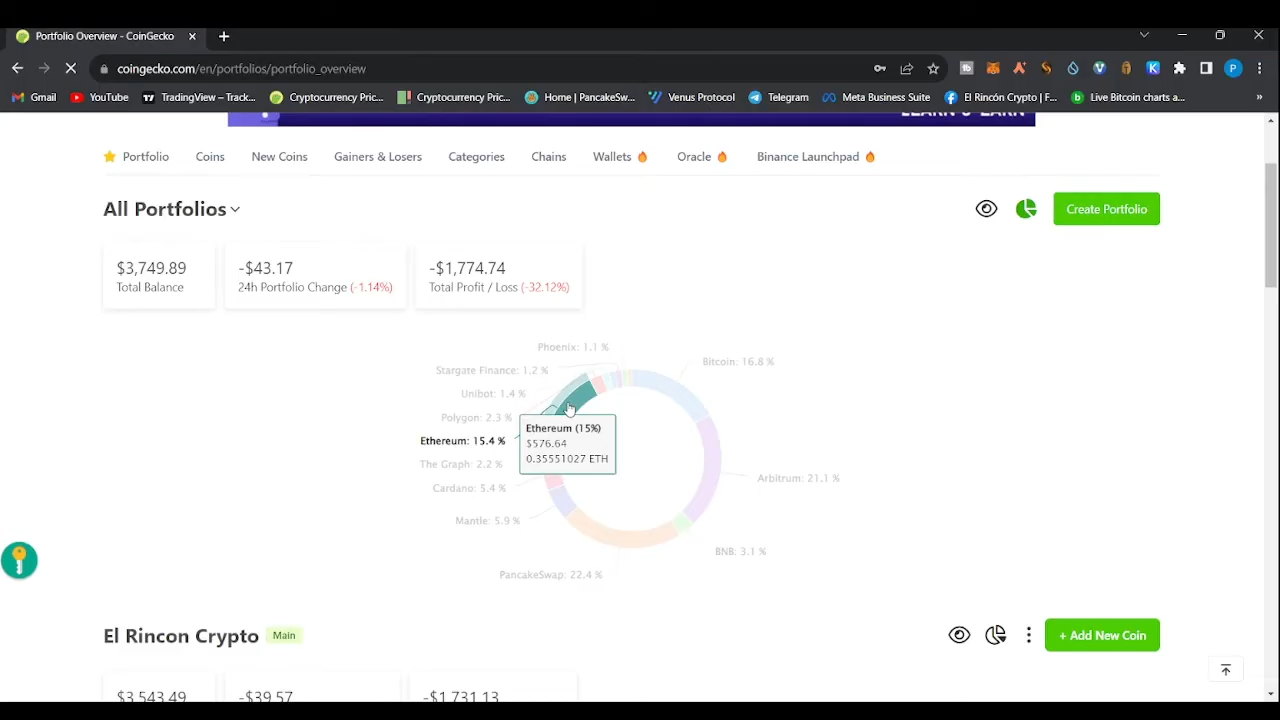 Portfolio Overview - CoinGecko
coingecko.com/en/portfolios/portfolio_overview
P
Gmail
YouTube
TradingView – Track...
Cryptocurrency Pric...
Cryptocurrency Pric...
Home | PancakeSw...
Venus Protocol
Telegram
Meta Business Suite
El Rincón Crypto | F...
Live Bitcoin charts a...
»
Portfolio
Coins
New Coins
Gainers & Losers
Categories
Chains
Wallets
Oracle
Binance Launchpad
All Portfolios
Create Portfolio
$3,749.89
Total Balance
-$43.17
24h Portfolio Change (-1.14%)
-$1,774.74
Total Profit / Loss (-32.12%)
Phoenix: 1.1 %
Bitcoin: 16.8 %
Stargate Finance: 1.2 %
Unibot: 1.4 %
Polygon: 2.3 %
Ethereum: 15.4 %
Ethereum (15%)
$576.64
0.35551027 ETH
The Graph: 2.2 %
Arbitrum: 21.1 %
Cardano: 5.4 %
Mantle: 5.9 %
BNB: 3.1 %
PancakeSwap: 22.4 %
El Rincon Crypto
Main
+ Add New Coin
$3,543.49
-$39.57
-$1,731.13